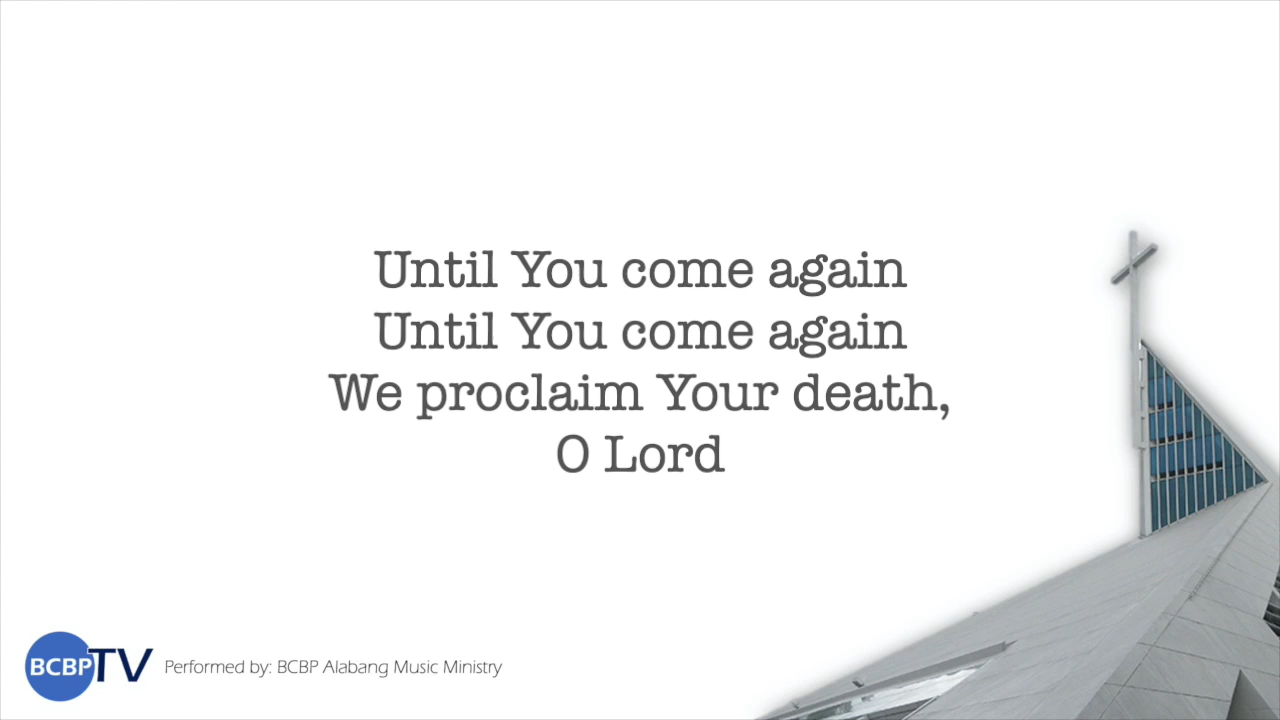 Until You come again
Until You come again
We proclaim Your death,
O Lord
BCBPTV
Performed by: BCBP Alabang Music Ministry